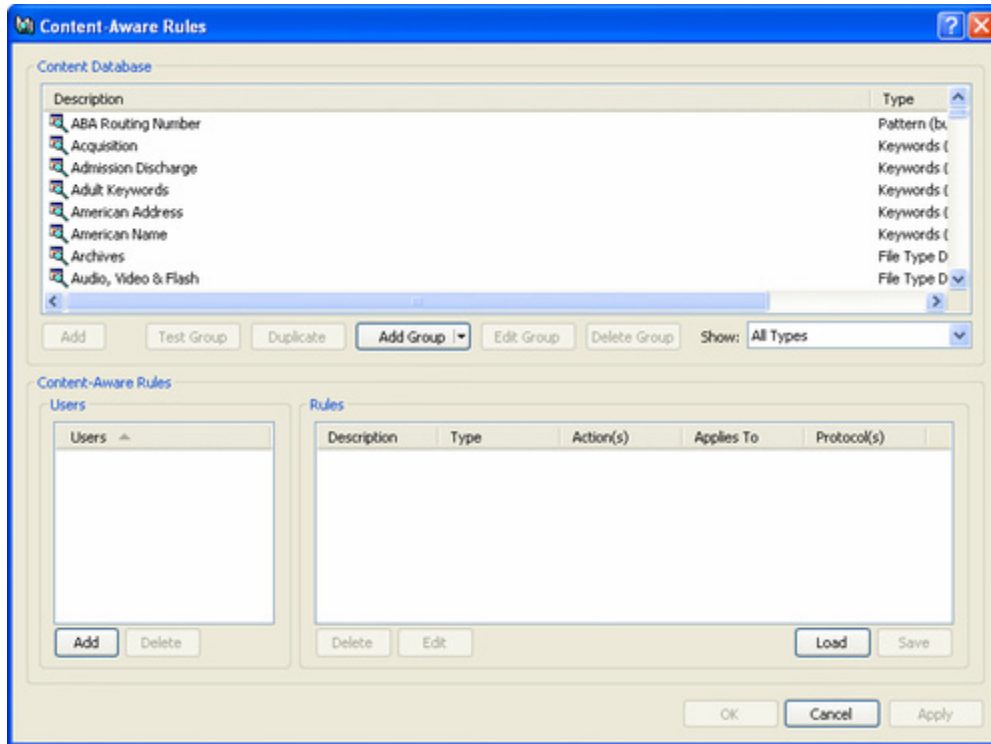 Content-Aware Rules
Content Database
Description Type
ABA Routing Number Pattern (bu
Acquisition Keywords (
Admission Discharge Keywords (
Adult Keywords Keywords (
American Address Keywords (
American Name Keywords (
Archives File Type D
Audio, Video & Flash File Type D
Add Test Group Duplicate Add Group Edit Group Delete Group Show: All Types
Content-Aware Rules
Users Rules
Users Description Type Action(s) Applies To Protocol(s)
Add Delete Delete Edit Load Save
OK Cancel Apply